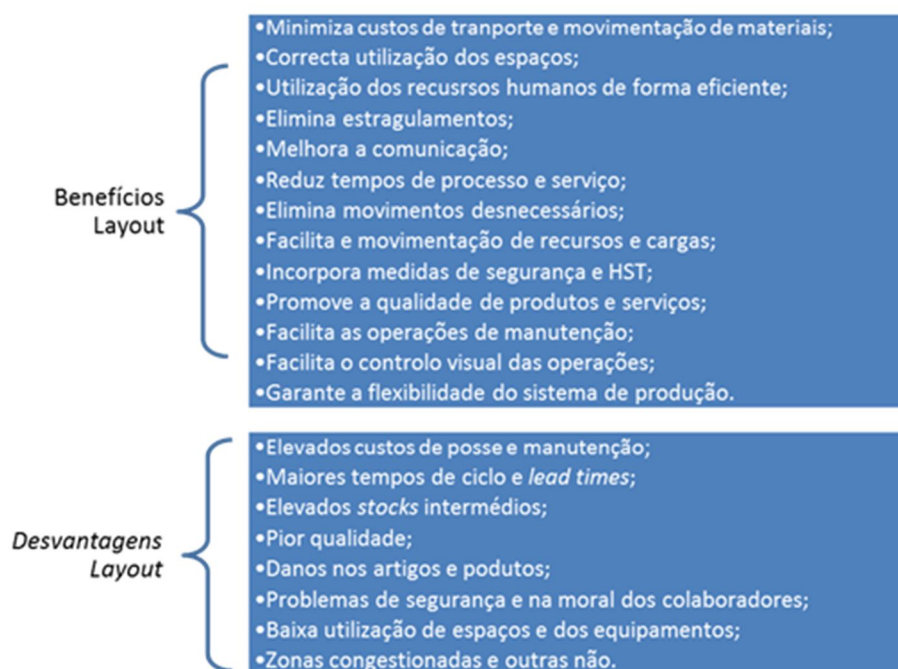 Benefícios
Layout
•Minimiza custos de tranporte e movimentação de materiais;
•Correcta utilização dos espaços;
•Utilização dos recusrsos humanos de forma eficiente;
•Elimina estragulamentos;
•Melhora a comunicação;
•Reduz tempos de processo e serviço;
•Elimina movimentos desnecessários;
•Facilita e movimentação de recursos e cargas;
•Incorpora medidas de segurança e HST;
•Promove a qualidade de produtos e serviços;
•Facilita as operações de manutenção;
•Facilita o controlo visual das operações;
•Garante a flexibilidade do sistema de produção.
Desvantagens
Layout
•Elevados custos de posse e manutenção;
•Maiores tempos de ciclo e lead times;
•Elevados stocks intermédios;
•Pior qualidade;
•Danos nos artigos e podutos;
•Problemas de segurança e na moral dos colaboradores;
•Baixa utilização de espaços e dos equipamentos;
•Zonas congestionadas e outras não.